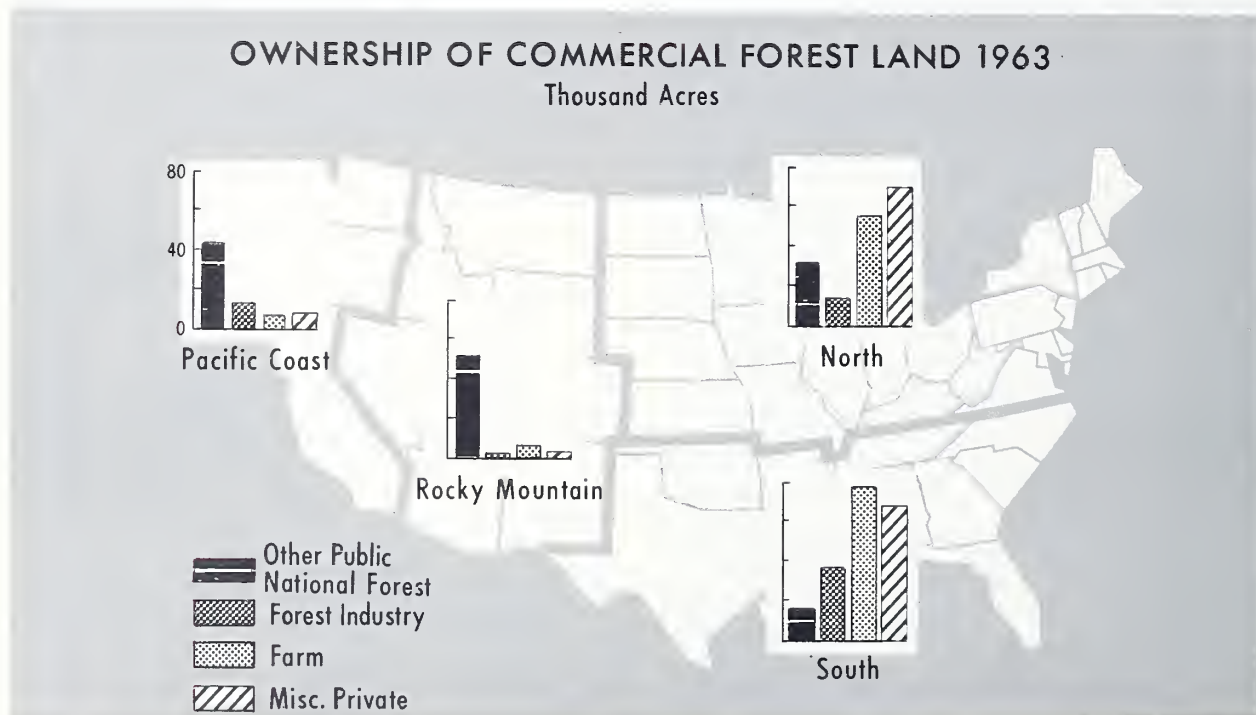 OWNERSHIP OF COMMERCIAL FOREST LAND 1963
Thousand Acres
80
40
0
Pacific Coast
Rocky Mountain
North
South
Other Public
National Forest
Forest Industry
Farm
Misc. Private